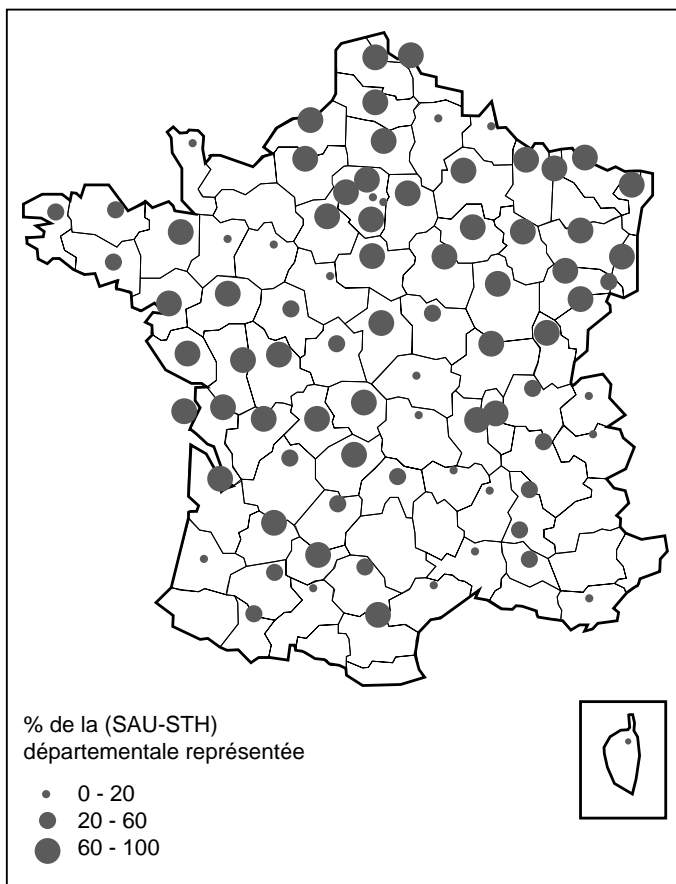 % de la (SAU-STH)
départementale représentée
0 - 20
20 - 60
60 - 100